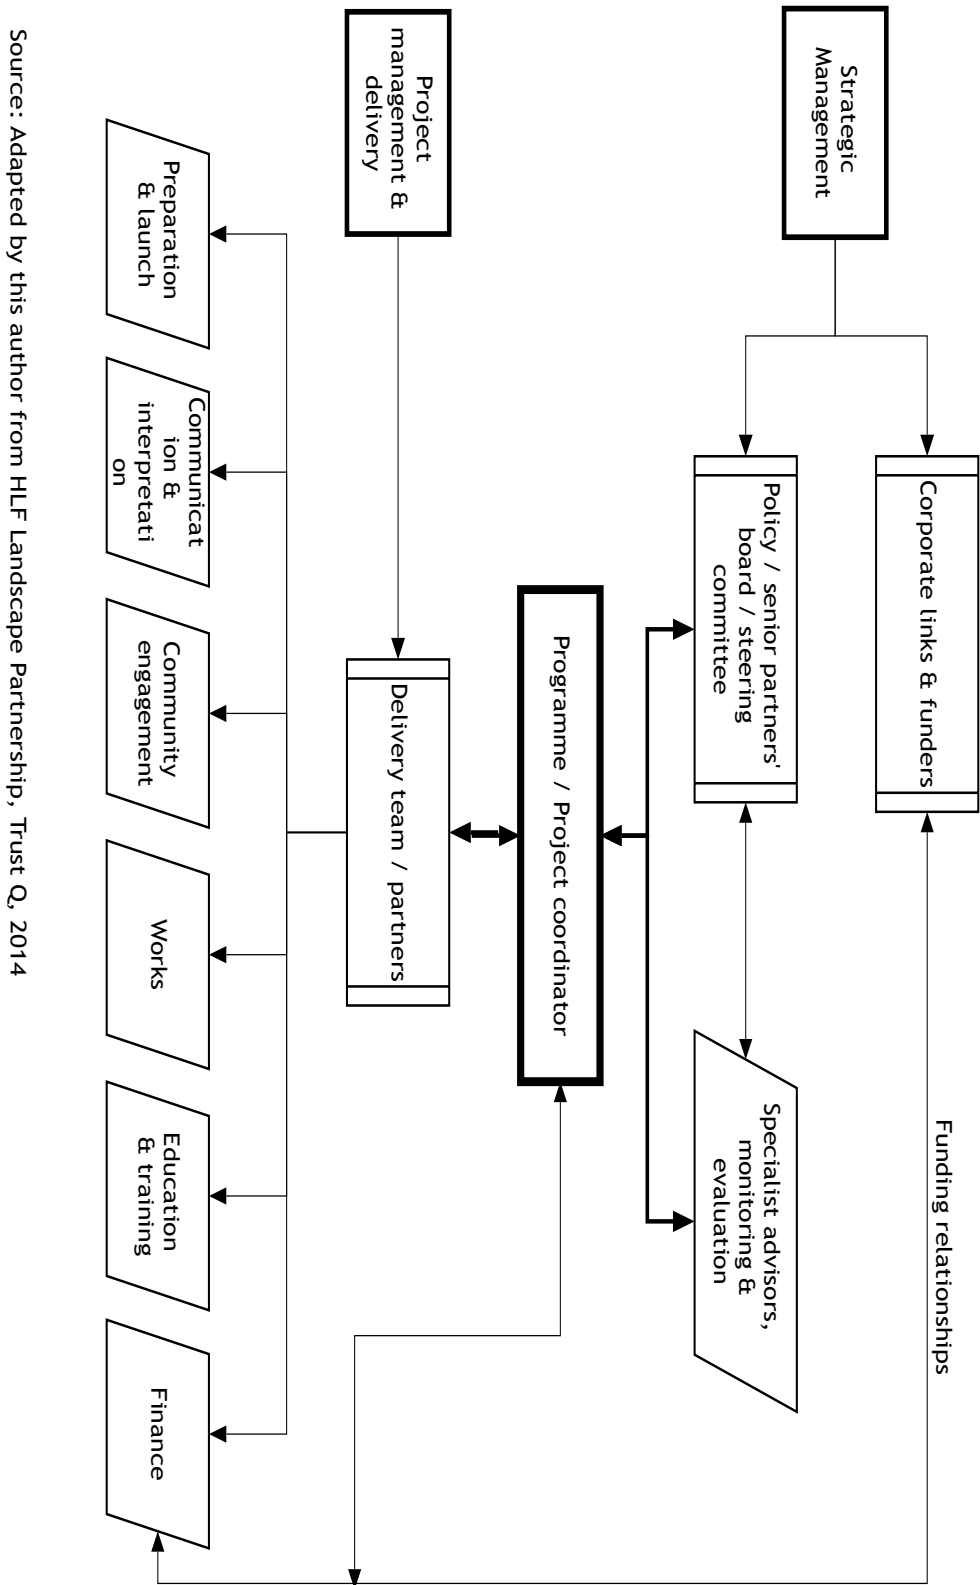 Corporate links & funders
Funding relationships
Strategic
Management
Policy / senior partners'
board / steering
committee
Specialist advisors,
monitoring &
evaluation
Programme / Project coordinator
Project
management &
delivery
Delivery team / partners
Preparation
& launch
Communicat
ion &
interpretati
on
Community
engagement
Works
Education
& training
Finance
Source: Adapted by this author from HLF Landscape Partnership, Trust Q, 2014